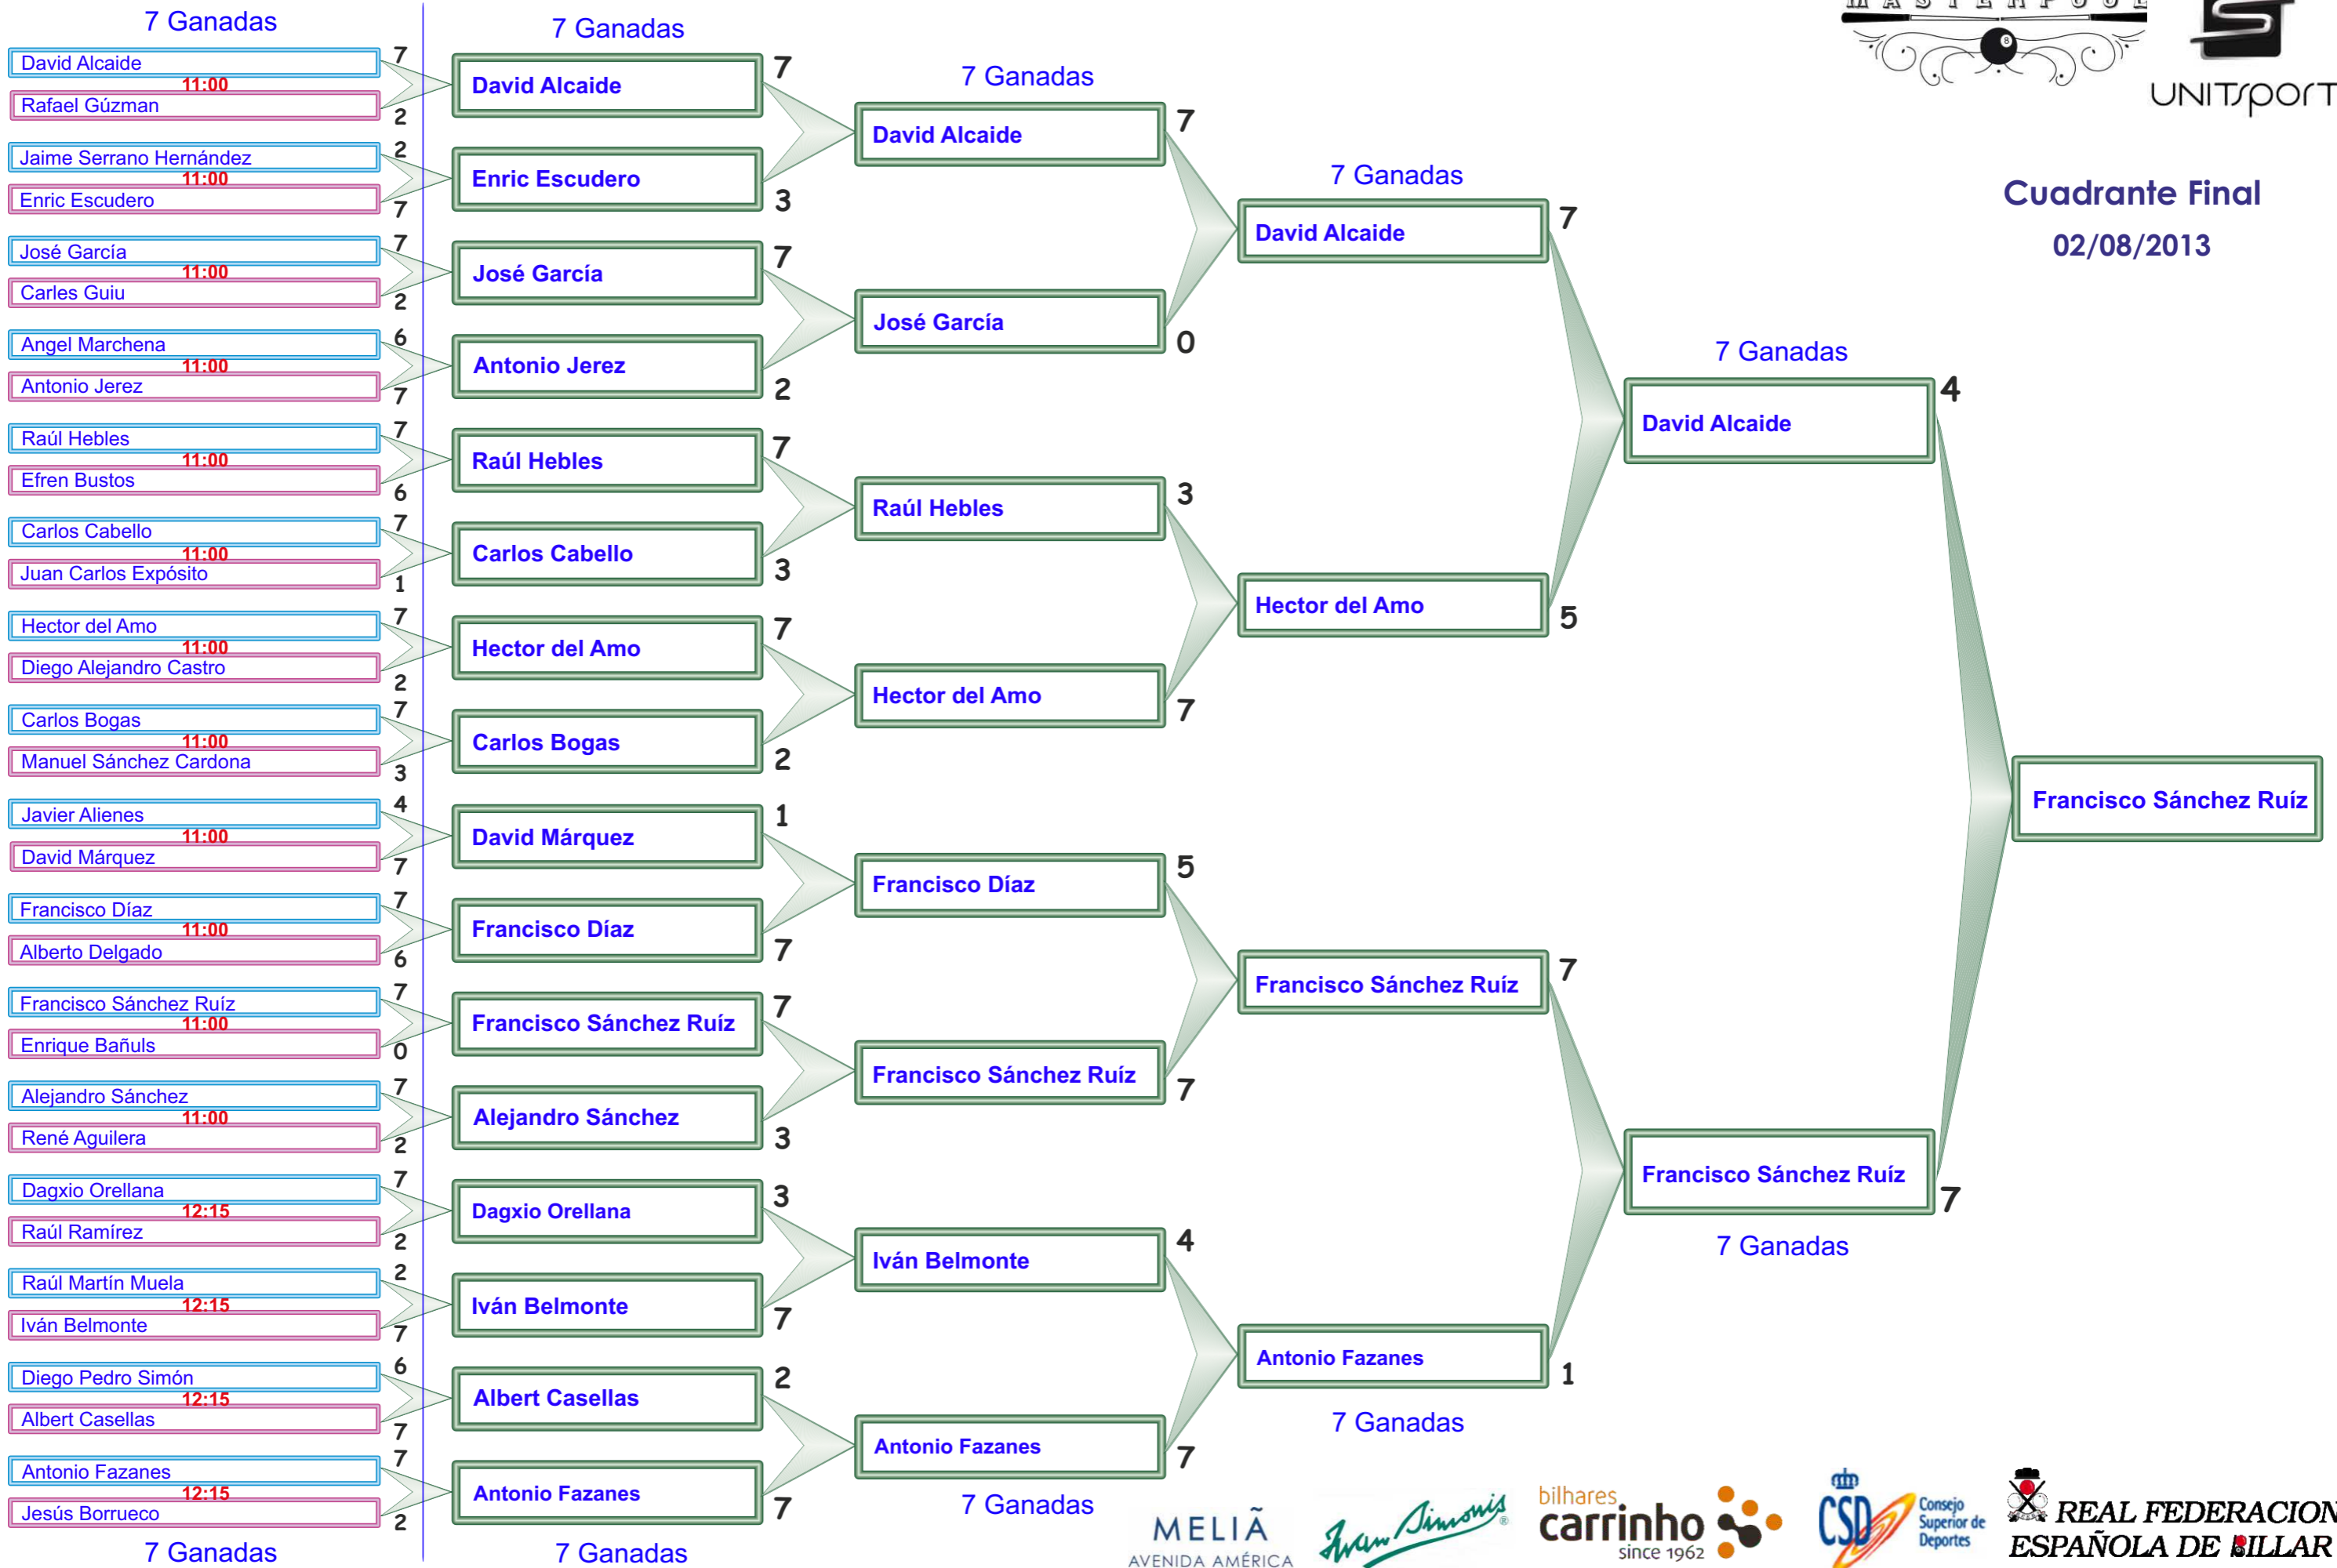 MASTERPOOL
8
UNITSport
Cuadrante Final
02/08/2013
7 Ganadas
David Alcaide
7
11:00
Rafael Gúzman
2
Jaime Serrano Hernández
2
11:00
Enric Escudero
7
José García
7
11:00
Carles Guiu
2
Angel Marchena
6
11:00
Antonio Jerez
7
Raúl Hebles
7
11:00
Efren Bustos
6
Carlos Cabello
7
11:00
Juan Carlos Expósito
1
Hector del Amo
7
11:00
Diego Alejandro Castro
2
Carlos Bogas
7
11:00
Manuel Sánchez Cardona
3
Javier Alienes
4
11:00
David Márquez
7
Francisco Díaz
7
11:00
Alberto Delgado
6
Francisco Sánchez Ruíz
7
11:00
Enrique Bañuls
0
Alejandro Sánchez
7
11:00
René Aguilera
2
Dagxio Orellana
7
12:15
Raúl Ramírez
2
Raúl Martín Muela
2
12:15
Iván Belmonte
7
Diego Pedro Simón
6
12:15
Albert Casellas
7
Antonio Fazanes
7
12:15
Jesús Borrueco
2
7 Ganadas
7 Ganadas
David Alcaide
7
Enric Escudero
3
José García
7
Antonio Jerez
2
Raúl Hebles
7
Carlos Cabello
3
Hector del Amo
7
Carlos Bogas
2
David Márquez
1
Francisco Díaz
7
Francisco Sánchez Ruíz
7
Alejandro Sánchez
3
Dagxio Orellana
3
Iván Belmonte
7
Albert Casellas
2
Antonio Fazanes
7
7 Ganadas
7 Ganadas
David Alcaide
7
José García
0
Raúl Hebles
3
Hector del Amo
7
Francisco Díaz
5
Francisco Sánchez Ruíz
7
Iván Belmonte
4
Antonio Fazanes
7
7 Ganadas
7 Ganadas
David Alcaide
7
Hector del Amo
5
Francisco Sánchez Ruíz
7
Antonio Fazanes
1
7 Ganadas
7 Ganadas
David Alcaide
4
Francisco Sánchez Ruíz
7
7 Ganadas
Francisco Sánchez Ruíz
MELIÃ
AVENIDA AMÉRICA
Iwan Simonis®
bilhares
carrinho
since 1962
CSD
Consejo
Superior de
Deportes
REAL FEDERACION
ESPAÑOLA DE BILLAR